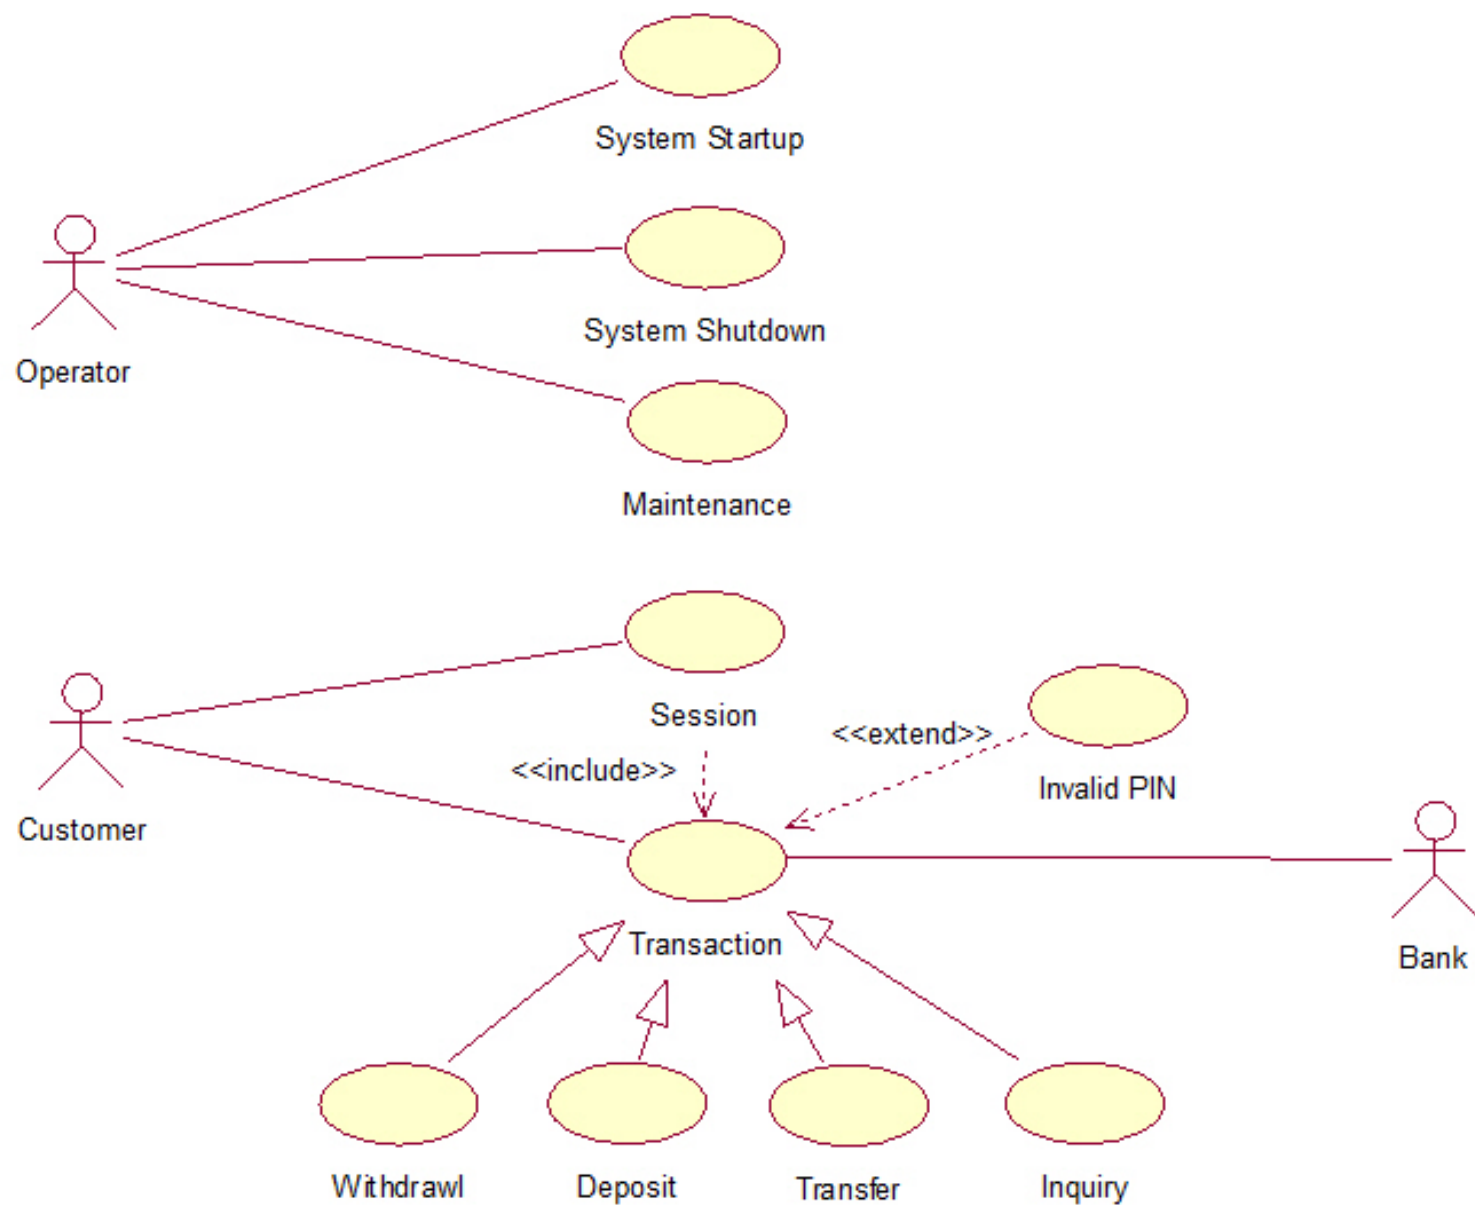 System Startup
System Shutdown
Operator
Maintenance
Session
<<extend>>
<<include>>
Invalid PIN
Customer
Transaction
Bank
Withdrawl
Deposit
Transfer
Inquiry